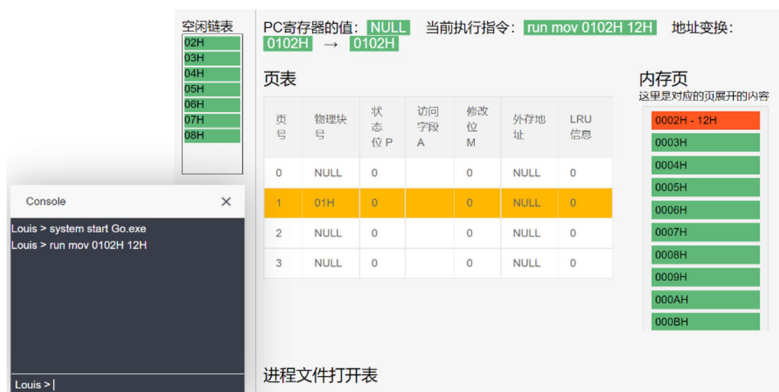 空闲链表
02H
03H
04H
05H
06H
07H
08H
PC寄存器的值： NULL 当前执行指令： run mov 0102H 12H 地址变换：
0102H → 0102H
页表
页号 物理块号 状态位 P 访问字段 A 修改位 M 外存地址 LRU 信息
0 NULL 0 0 NULL 0
1 01H 0 0 NULL 0
2 NULL 0 0 NULL 0
3 NULL 0 0 NULL 0
内存页
这里是对应的页展开的内容
0002H - 12H
0003H
0004H
0005H
0006H
0007H
0008H
0009H
000AH
000BH
Console ×
Louis > system start Go.exe
Louis > run mov 0102H 12H
Louis >
进程文件打开表